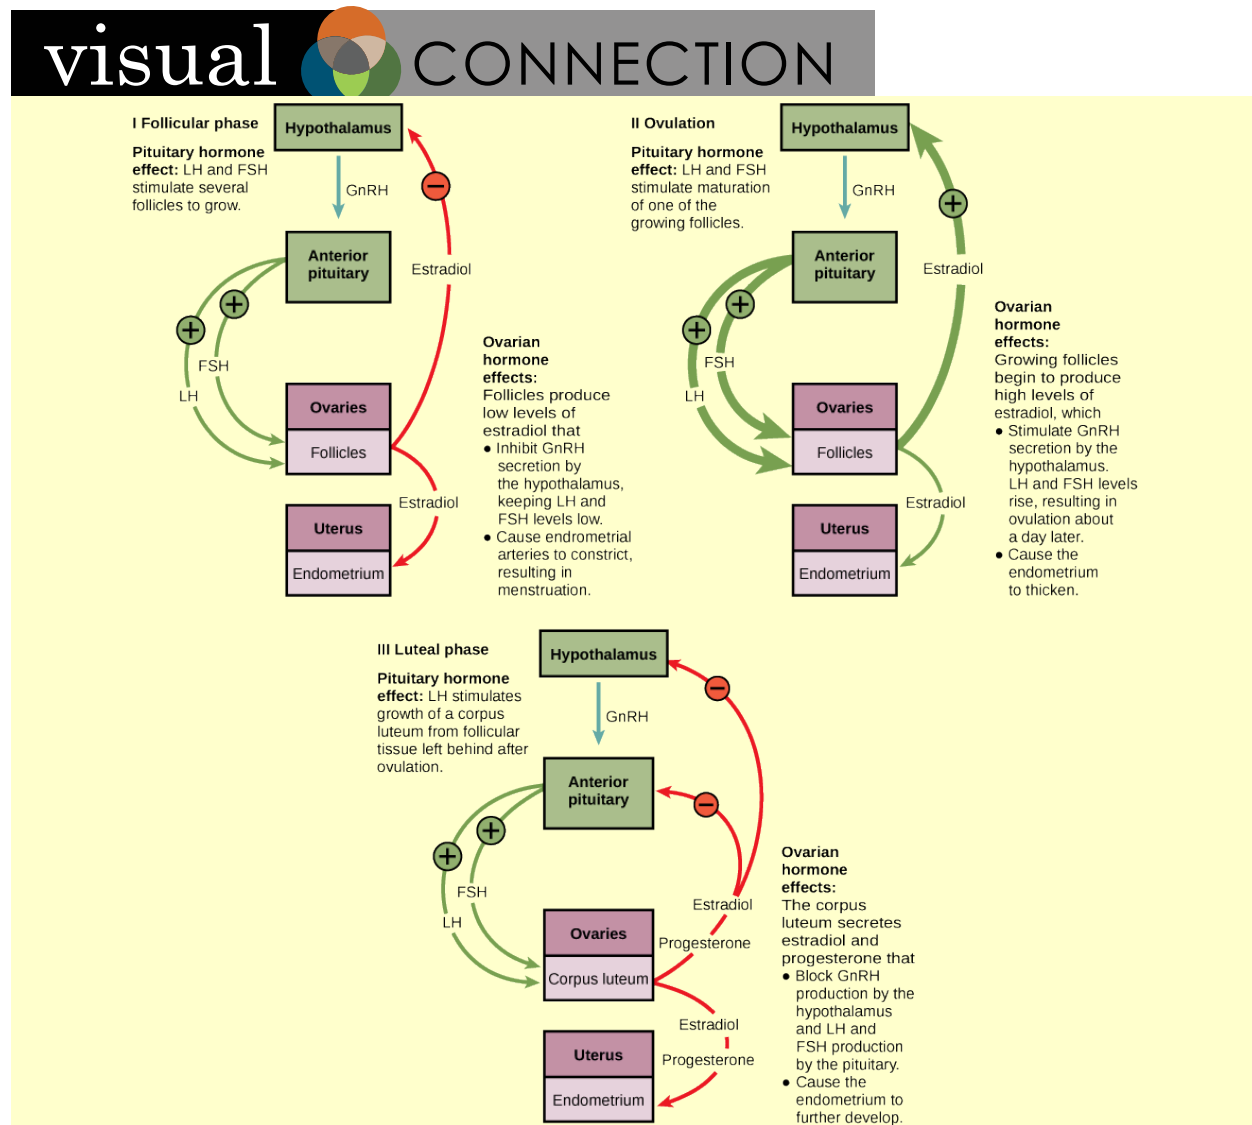 visual CONNECTION
I Follicular phase
Pituitary hormone
effect: LH and FSH
stimulate several
follicles to grow.
Hypothalamus
GnRH
Anterior
pituitary
Estradiol
FSH
LH
Ovaries
Follicles
Estradiol
Uterus
Endometrium
Ovarian
hormone
effects:
Follicles produce
low levels of
estradiol that
● Inhibit GnRH
secretion by
the hypothalamus,
keeping LH and
FSH levels low.
● Cause endrometrial
arteries to constrict,
resulting in
menstruation.
II Ovulation
Pituitary hormone
effect: LH and FSH
stimulate maturation
of one of the
growing follicles.
Hypothalamus
GnRH
Anterior
pituitary
Estradiol
FSH
LH
Ovaries
Follicles
Estradiol
Uterus
Endometrium
Ovarian
hormone
effects:
Growing follicles
begin to produce
high levels of
estradiol, which
● Stimulate GnRH
secretion by the
hypothalamus.
LH and FSH levels
rise, resulting in
ovulation about
a day later.
● Cause the
endometrium
to thicken.
III Luteal phase
Pituitary hormone
effect: LH stimulates
growth of a corpus
luteum from follicular
tissue left behind after
ovulation.
Hypothalamus
GnRH
Anterior
pituitary
FSH
LH
Estradiol
Progesterone
Ovaries
Corpus luteum
Estradiol
Progesterone
Uterus
Endometrium
Ovarian
hormone
effects:
The corpus
luteum secretes
estradiol and
progesterone that
● Block GnRH
production by the
hypothalamus
and LH and
FSH production
by the pituitary.
● Cause the
endometrium to
further develop.